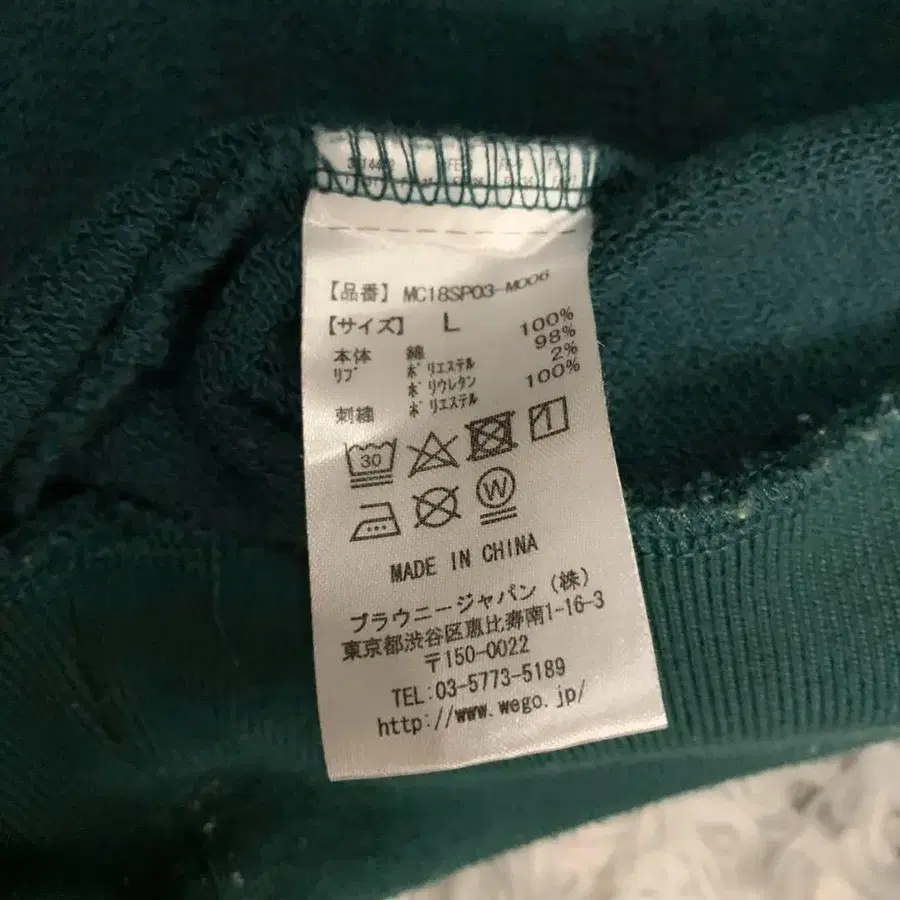 【品番】 MC18SP03-M006
【サイズ】 L
本体 綿 100%
リブ ポリエステル 98%
ポリウレタン 2%
刺繍 ポリエステル 100%
30
1
W
MADE IN CHINA
ブラウニージャパン（株）
東京都渋谷区恵比寿南1-16-3
〒150-0022
TEL:03-5773-5189
http://www.wego.jp/